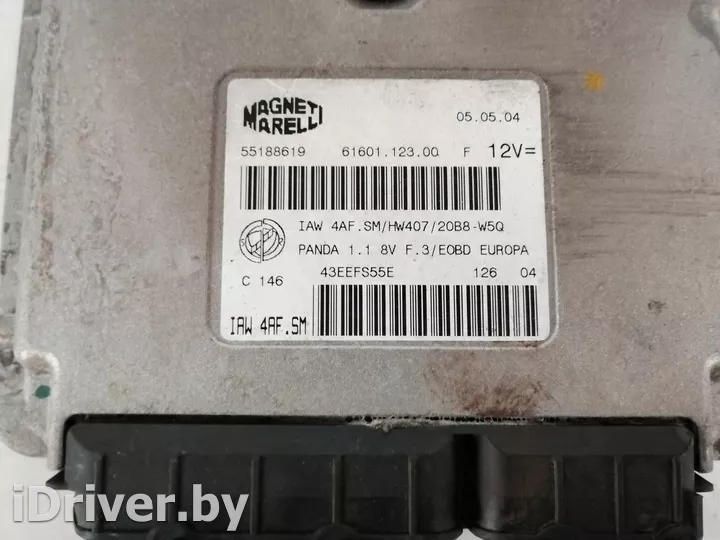 MAGNETI
MARELLI
05.05.04
55188619 61601.123.00 F 12V=
IAW 4AF.SM/HW407/20B8-W5Q
PANDA 1.1 8V F.3/EOBD EUROPA
C 146 43EEFS55E 126 04
IAW 4AF.SM
iDriver.by